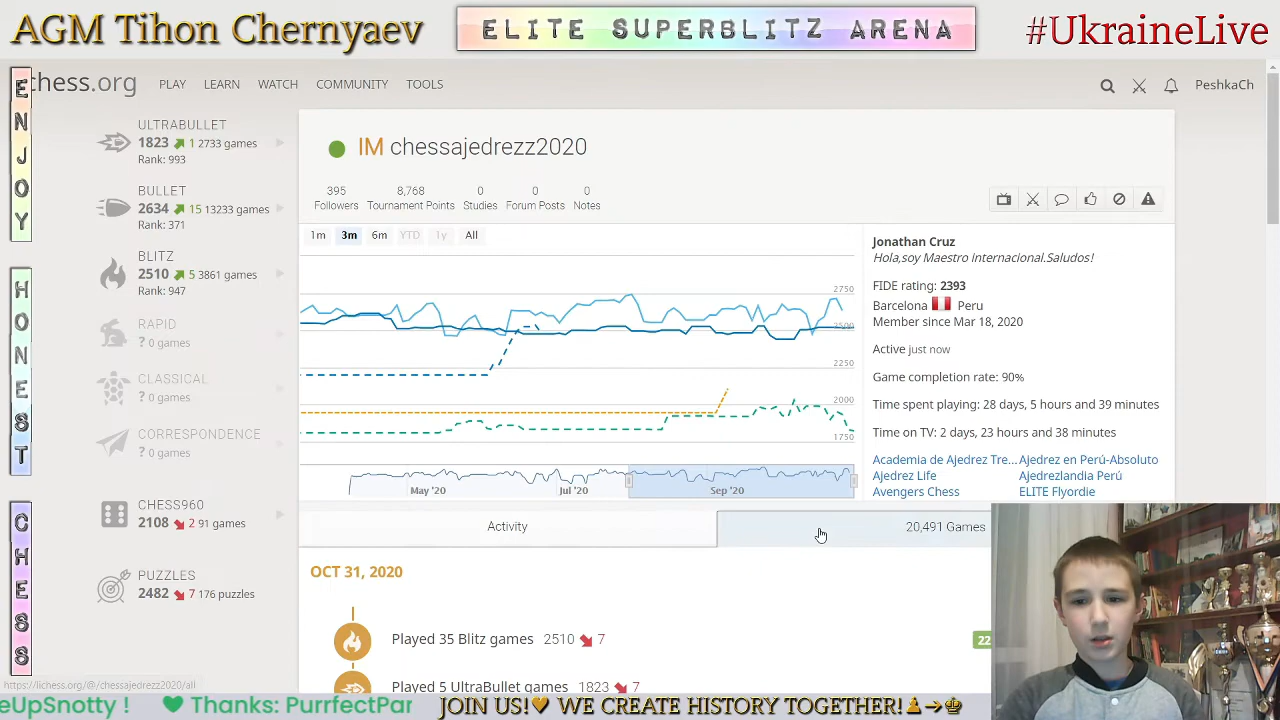 AGM Tihon Chernyaev
ELITE SUPERBLITZ ARENA
#UkraineLive
ENJOY
HONEST
CHESS
chess.org
PLAY LEARN WATCH COMMUNITY TOOLS
PeshkaCh
ULTRABULLET
1823 1 2733 games
Rank: 993
BULLET
2634 15 13233 games
Rank: 371
BLITZ
2510 5 3861 games
Rank: 947
RAPID
? 0 games
CLASSICAL
? 0 games
CORRESPONDENCE
? 0 games
CHESS960
2108 2 91 games
PUZZLES
2482 7 176 puzzles
IM chessajedrezz2020
395 8,768 0 0 0
Followers Tournament Points Studies Forum Posts Notes
1m 3m 6m YTD 1y All
2750
2500
2250
2000
1750
May '20 Jul '20 Sep '20
Jonathan Cruz
Hola,soy Maestro internacional.Saludos!
FIDE rating: 2393
Barcelona Peru
Member since Mar 18, 2020
Active just now
Game completion rate: 90%
Time spent playing: 28 days, 5 hours and 39 minutes
Time on TV: 2 days, 23 hours and 38 minutes
Academia de Ajedrez Tre... Ajedrez en Perú-Absoluto
Ajedrez Life Ajedrezlandia Perú
Avengers Chess ELITE Flyordie
Activity 20,491 Games
OCT 31, 2020
Played 35 Blitz games 2510 7
22
Played 5 UltraBullet games 1823 7
https://lichess.org/@/chessajedrezz2020/all
eUpSnotty ! Thanks: PurrfectPar
JOIN US! WE CREATE HISTORY TOGETHER!